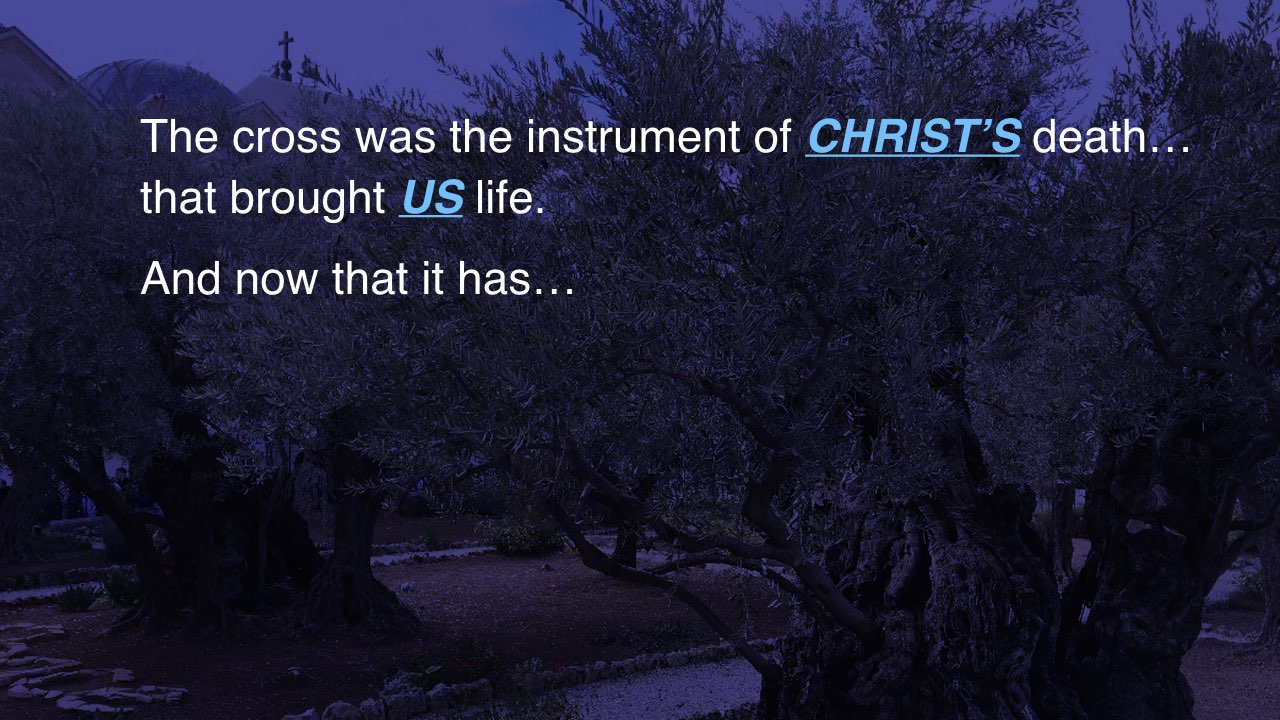 The cross was the instrument of CHRIST’S death…
that brought US life.
And now that it has…